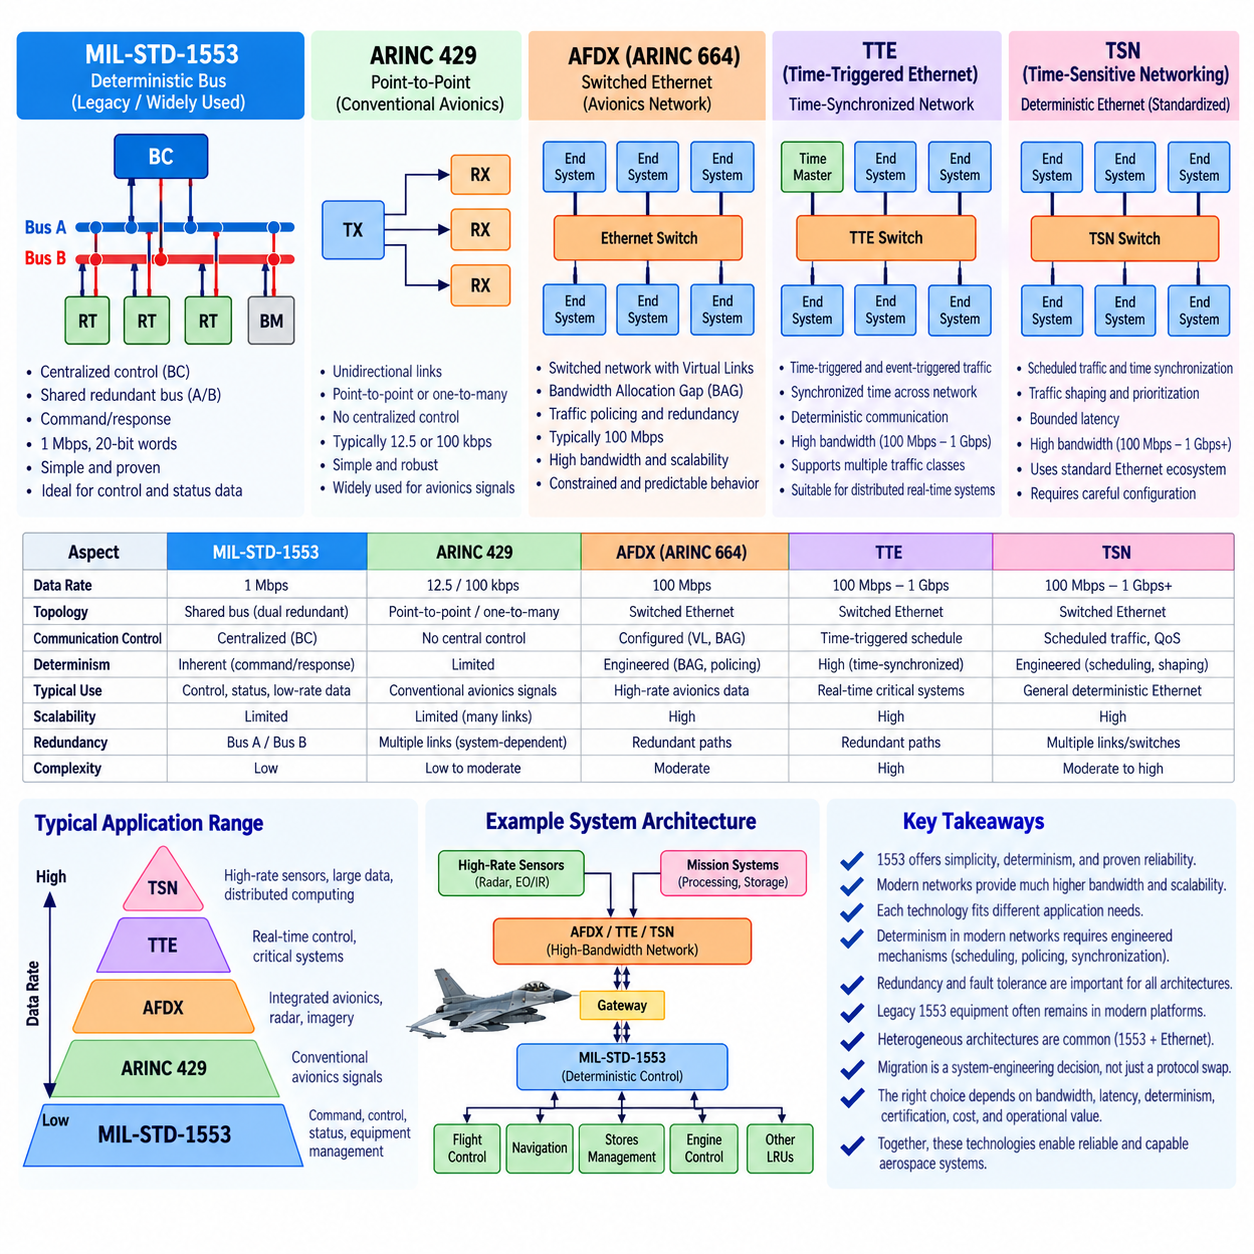 MIL-STD-1553
Deterministic Bus
(Legacy / Widely Used)
BC
Bus A
Bus B
RT
RT
RT
BM
• Centralized control (BC)
• Shared redundant bus (A/B)
• Command/response
• 1 Mbps, 20-bit words
• Simple and proven
• Ideal for control and status data
ARINC 429
Point-to-Point
(Conventional Avionics)
TX
RX
RX
RX
• Unidirectional links
• Point-to-point or one-to-many
• No centralized control
• Typically 12.5 or 100 kbps
• Simple and robust
• Widely used for avionics signals
AFDX (ARINC 664)
Switched Ethernet
(Avionics Network)
End System
End System
End System
Ethernet Switch
End System
End System
End System
• Switched network with Virtual Links
• Bandwidth Allocation Gap (BAG)
• Traffic policing and redundancy
• Typically 100 Mbps
• High bandwidth and scalability
• Constrained and predictable behavior
TTE
(Time-Triggered Ethernet)
Time-Synchronized Network
Time Master
End System
End System
TTE Switch
End System
End System
End System
• Time-triggered and event-triggered traffic
• Synchronized time across network
• Deterministic communication
• High bandwidth (100 Mbps – 1 Gbps)
• Supports multiple traffic classes
• Suitable for distributed real-time systems
TSN
(Time-Sensitive Networking)
Deterministic Ethernet (Standardized)
End System
End System
End System
TSN Switch
End System
End System
End System
• Scheduled traffic and time synchronization
• Traffic shaping and prioritization
• Bounded latency
• High bandwidth (100 Mbps – 1 Gbps+)
• Uses standard Ethernet ecosystem
• Requires careful configuration
Aspect MIL-STD-1553 ARINC 429 AFDX (ARINC 664) TTE TSN
Data Rate 1 Mbps 12.5 / 100 kbps 100 Mbps 100 Mbps – 1 Gbps 100 Mbps – 1 Gbps+
Topology Shared bus (dual redundant) Point-to-point / one-to-many Switched Ethernet Switched Ethernet Switched Ethernet
Communication Control Centralized (BC) No central control Configured (VL, BAG) Time-triggered schedule Scheduled traffic, QoS
Determinism Inherent (command/response) Limited Engineered (BAG, policing) High (time-synchronized) Engineered (scheduling, shaping)
Typical Use Control, status, low-rate data Conventional avionics signals High-rate avionics data Real-time critical systems General deterministic Ethernet
Scalability Limited Limited (many links) High High High
Redundancy Bus A / Bus B Multiple links (system-dependent) Redundant paths Redundant paths Multiple links/switches
Complexity Low Low to moderate Moderate High Moderate to high
Typical Application Range
High
Data Rate
Low
TSN
High-rate sensors, large data,
distributed computing
TTE
Real-time control,
critical systems
AFDX
Integrated avionics,
radar, imagery
ARINC 429
Conventional
avionics signals
MIL-STD-1553
Command, control,
status, equipment
management
Example System Architecture
High-Rate Sensors
(Radar, EO/IR)
Mission Systems
(Processing, Storage)
AFDX / TTE / TSN
(High-Bandwidth Network)
Gateway
MIL-STD-1553
(Deterministic Control)
Flight Control
Navigation
Stores Management
Engine Control
Other LRUs
Key Takeaways
✔ 1553 offers simplicity, determinism, and proven reliability.
✔ Modern networks provide much higher bandwidth and scalability.
✔ Each technology fits different application needs.
✔ Determinism in modern networks requires engineered
mechanisms (scheduling, policing, synchronization).
✔ Redundancy and fault tolerance are important for all architectures.
✔ Legacy 1553 equipment often remains in modern platforms.
✔ Heterogeneous architectures are common (1553 + Ethernet).
✔ Migration is a system-engineering decision, not just a protocol swap.
✔ The right choice depends on bandwidth, latency, determinism,
certification, cost, and operational value.
✔ Together, these technologies enable reliable and capable
aerospace systems.